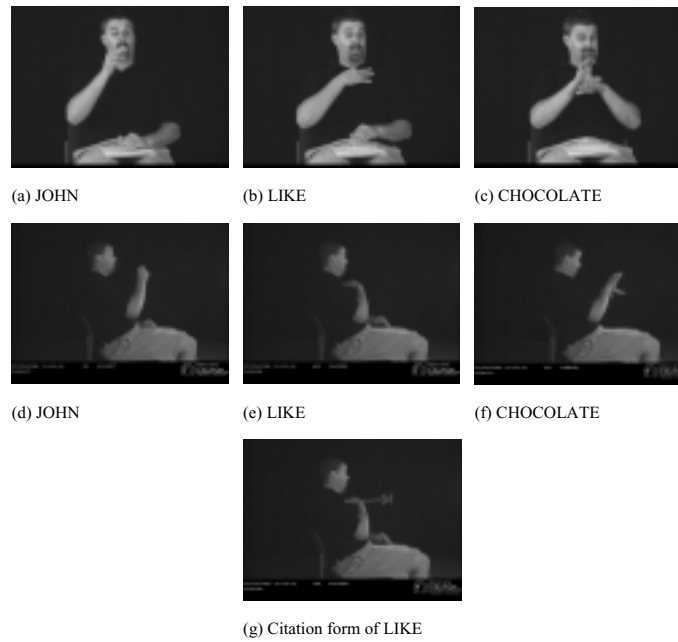 (a) JOHN
(b) LIKE
(c) CHOCOLATE
(d) JOHN
(e) LIKE
(f) CHOCOLATE
(g) Citation form of LIKE